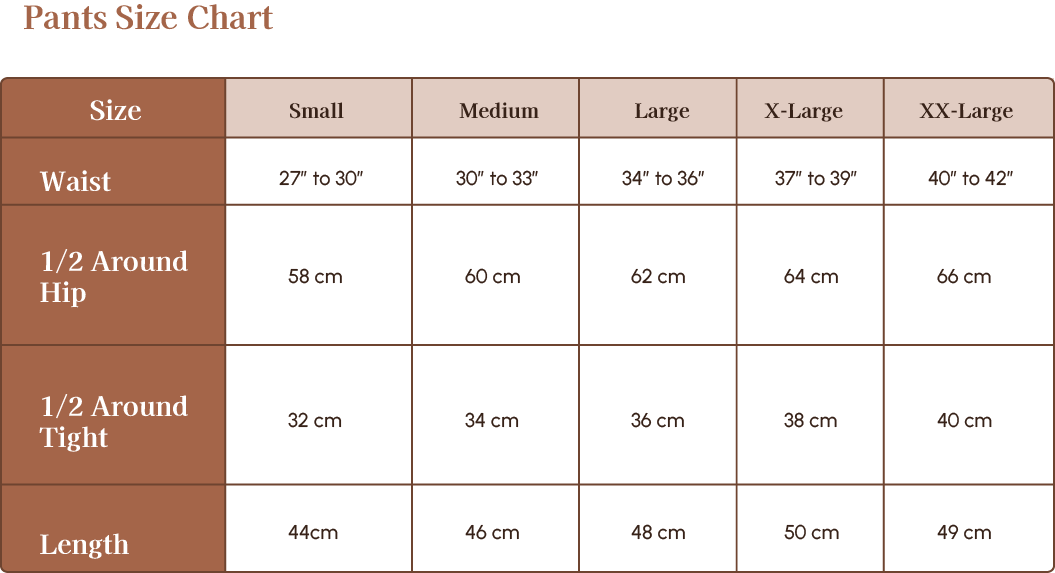 Pants Size Chart
Size Small Medium Large X-Large XX-Large
Waist 27" to 30" 30" to 33" 34" to 36" 37" to 39" 40" to 42"
1/2 Around
Hip
58 cm 60 cm 62 cm 64 cm 66 cm
1/2 Around
Tight
32 cm 34 cm 36 cm 38 cm 40 cm
Length 44cm 46 cm 48 cm 50 cm 49 cm